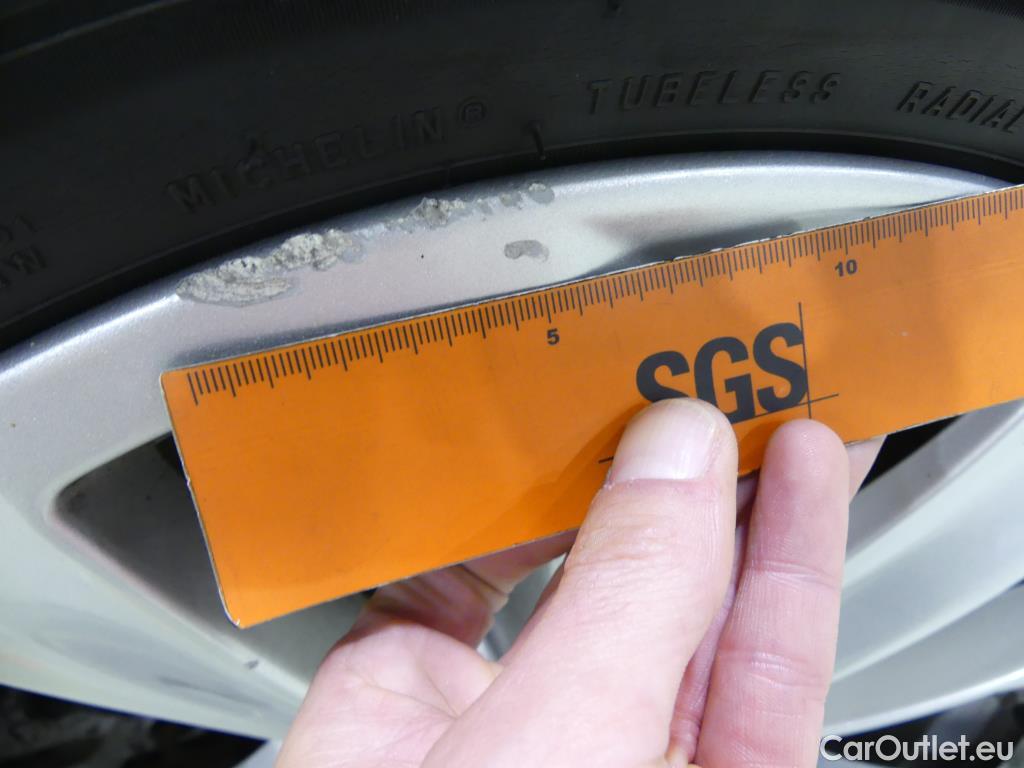 MICHELIN® TUBELESS RADIAL
5 10
SGS
CarOutlet.eu